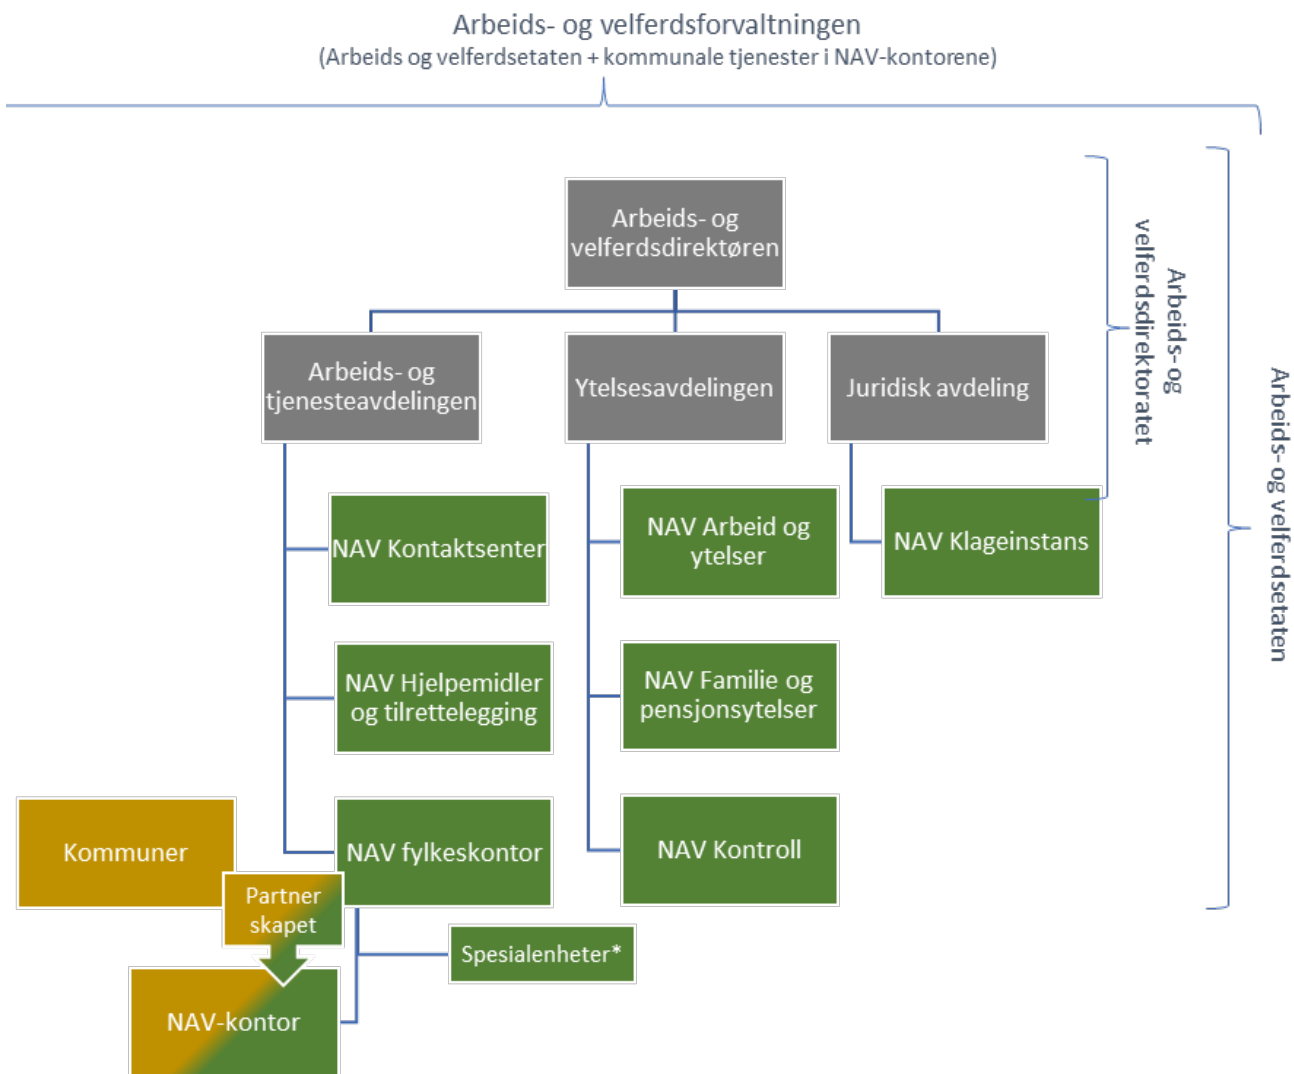 Arbeids- og velferdsforvaltningen
(Arbeids og velferdsetaten + kommunale tjenester i NAV-kontorene)
Arbeids- og
velferdsdirektøren
Arbeids- og
tjenesteavdelingen
Ytelsesavdelingen
Juridisk avdeling
Arbeids- og
velferdsdirektoratet
Arbeids- og velferdsetaten
NAV Kontaktsenter
NAV Arbeid og
ytelser
NAV Klageinstans
NAV Hjelpemidler
og tilrettelegging
NAV Familie og
pensjonsytelser
Kommuner
NAV fylkeskontor
NAV Kontroll
Partner
skapet
Spesialenheter*
NAV-kontor